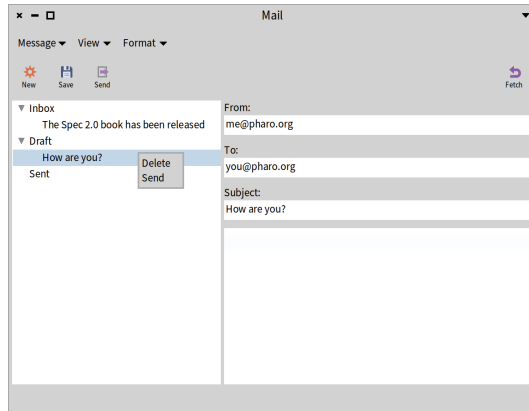 Mail
Message View Format
New Save Send Fetch
Inbox
The Spec 2.0 book has been released
Draft
How are you?
Sent
Delete
Send
From:
me@pharo.org
To:
you@pharo.org
Subject:
How are you?